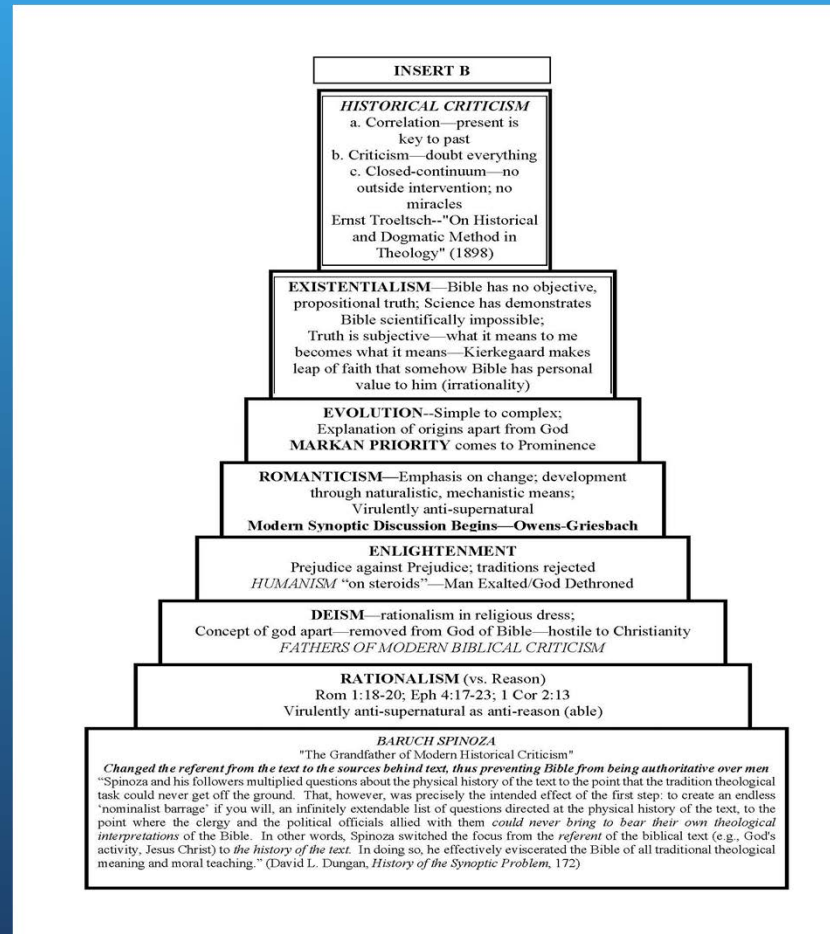 INSERT B
HISTORICAL CRITICISM
a. Correlation—present is
key to past
b. Criticism—doubt everything
c. Closed-continuum—no
outside intervention; no
miracles
Ernst Troeltsch--"On Historical
and Dogmatic Method in
Theology" (1898)
EXISTENTIALISM—Bible has no objective,
propositional truth; Science has demonstrates
Bible scientifically impossible;
Truth is subjective—what it means to me
becomes what it means—Kierkegaard makes
leap of faith that somehow Bible has personal
value to him (irrationality)
EVOLUTION--Simple to complex;
Explanation of origins apart from God
MARKAN PRIORITY comes to Prominence
ROMANTICISM—Emphasis on change; development
through naturalistic, mechanistic means;
Virulently anti-supernatural
Modern Synoptic Discussion Begins—Owens-Griesbach
ENLIGHTENMENT
Prejudice against Prejudice; traditions rejected
HUMANISM “on steroids”—Man Exalted/God Dethroned
DEISM—rationalism in religious dress;
Concept of god apart—removed from God of Bible—hostile to Christianity
FATHERS OF MODERN BIBLICAL CRITICISM
RATIONALISM (vs. Reason)
Rom 1:18-20; Eph 4:17-23; 1 Cor 2:13
Virulently anti-supernatural as anti-reason (able)
BARUCH SPINOZA
"The Grandfather of Modern Historical Criticism"
Changed the referent from the text to the sources behind text, thus preventing Bible from being authoritative over men
“Spinoza and his followers multiplied questions about the physical history of the text to the point that the tradition theological
task could never get off the ground. That, however, was precisely the intended effect of the first step: to create an endless
‘nominalist barrage’ if you will, an infinitely extendable list of questions directed at the physical history of the text, to the
point where the clergy and the political officials allied with them could never bring to bear their own theological
interpretations of the Bible. In other words, Spinoza switched the focus from the referent of the biblical text (e.g., God's
activity, Jesus Christ) to the history of the text. In doing so, he effectively eviscerated the Bible of all traditional theological
meaning and moral teaching.” (David L. Dungan, History of the Synoptic Problem, 172)